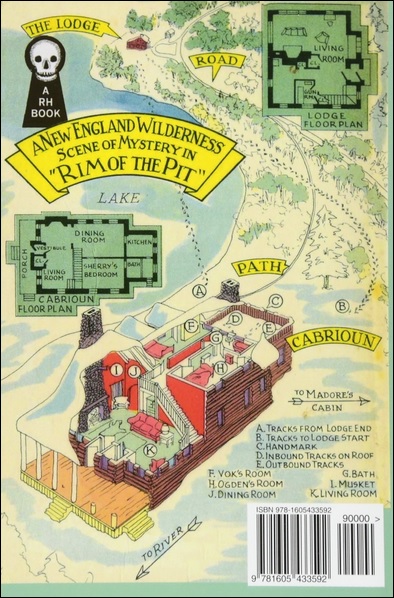 THE LODGE
A
RH
BOOK
ROAD
LIVING
ROOM
LODGE
FLOOR PLAN
A NEW ENGLAND WILDERNESS
SCENE OF MYSTERY IN
"RIM OF THE PIT"
LAKE
DINING
ROOM
KITCHEN
VESTIBULE
PORCH
LIVING
ROOM
SHERRY'S
BEDROOM
BATH
CABRIOUN
FLOOR PLAN
PATH
A
B
C
D
E
F
G
H
I
J
K
CABRIOUN
TO MADORE'S
CABIN
A. TRACKS FROM LODGE END
B. TRACKS TO LODGE START
C. HANDMARK
D. INBOUND TRACKS ON ROOF
E. OUTBOUND TRACKS
F. VOK'S ROOM
G. BATH
H. OGDEN'S ROOM
I. MUSKET
J. DINING ROOM
K. LIVING ROOM
TO RIVER
ISBN 978-1605433592
90000 >
9 781605 433592